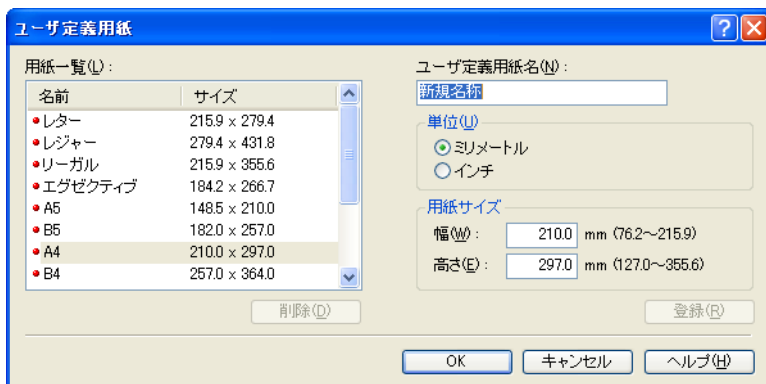 ユーザ定義用紙
用紙一覧(L):
名前 サイズ
レター 215.9 x 279.4
レジャー 279.4 x 431.8
リーガル 215.9 x 355.6
エグゼクティブ 184.2 x 266.7
A5 148.5 x 210.0
B5 182.0 x 257.0
A4 210.0 x 297.0
B4 257.0 x 364.0
削除(D)
ユーザ定義用紙名(N):
新規名称
単位(U)
ミリメートル
インチ
用紙サイズ
幅(W): 210.0 mm (76.2～215.9)
高さ(E): 297.0 mm (127.0～355.6)
登録(R)
OK キャンセル ヘルプ(H)